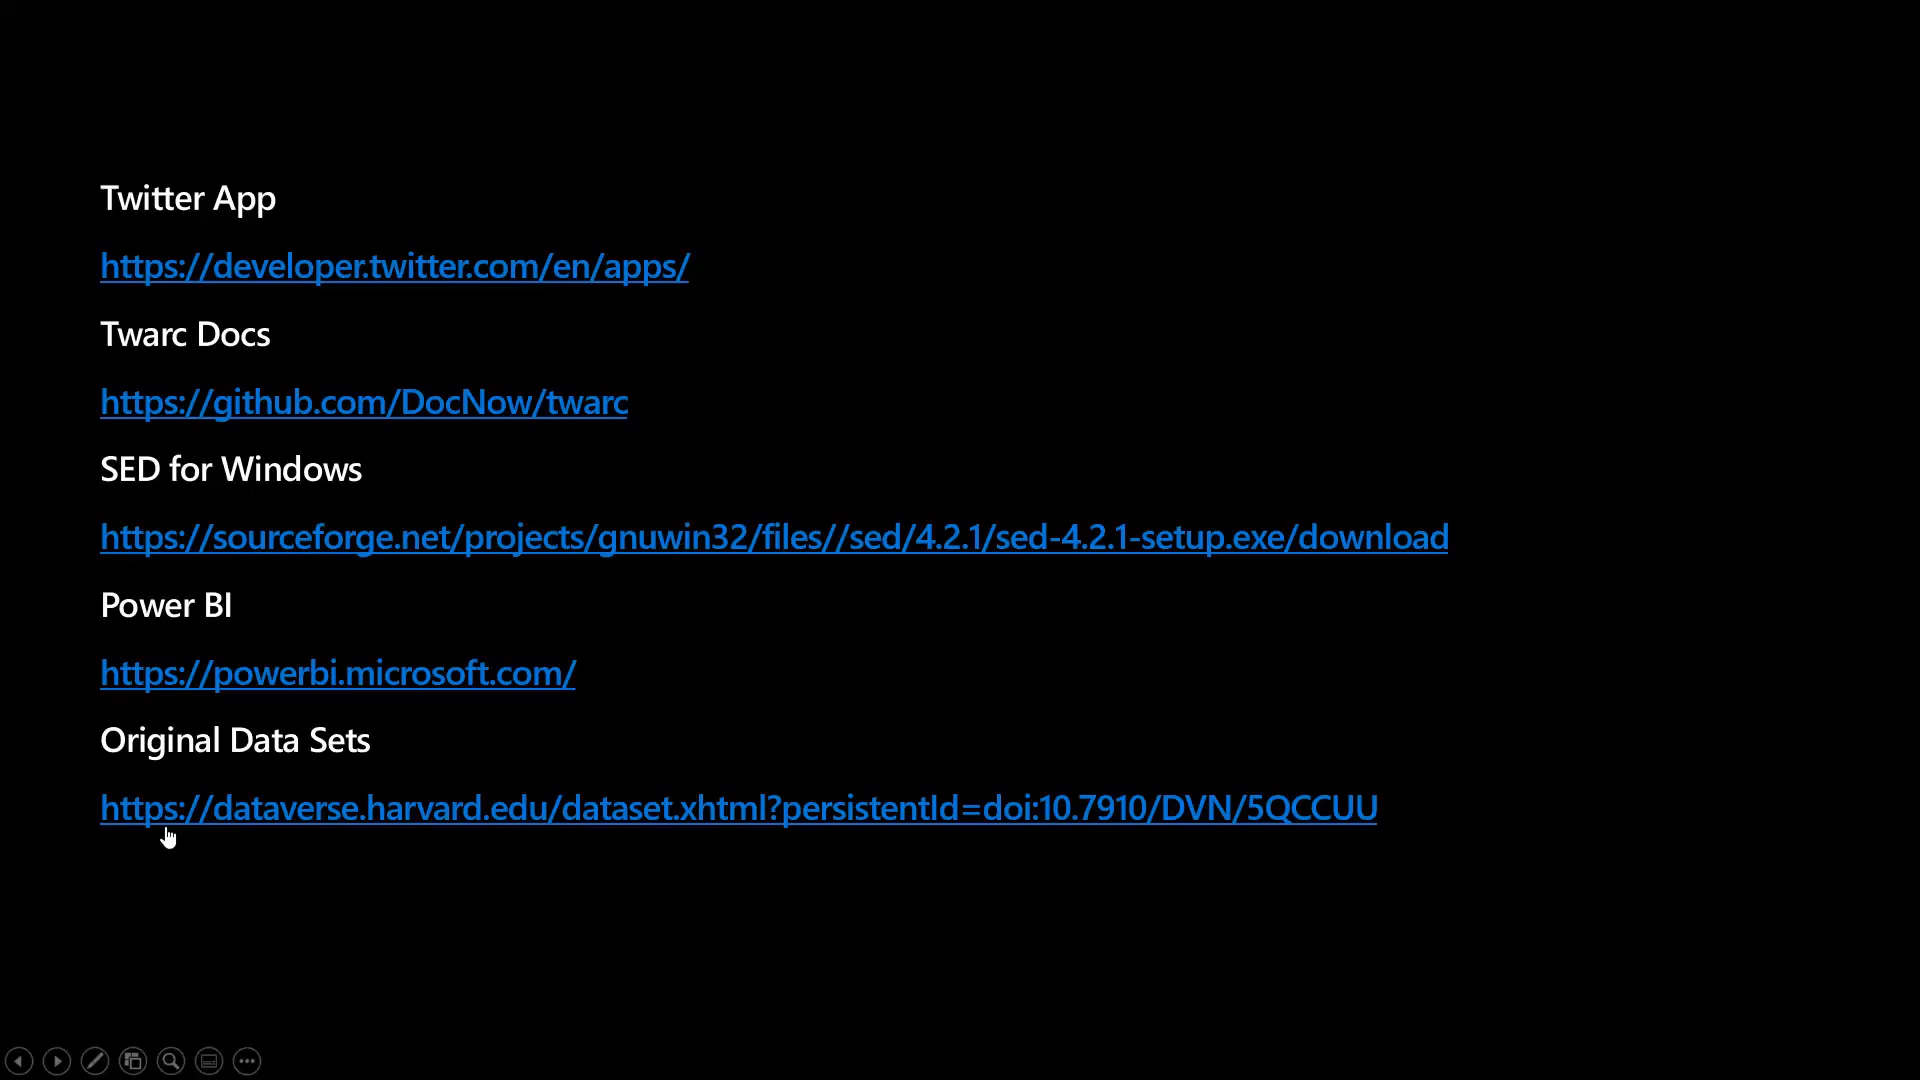 Twitter App
https://developer.twitter.com/en/apps/
Twarc Docs
https://github.com/DocNow/twarc
SED for Windows
https://sourceforge.net/projects/gnuwin32/files//sed/4.2.1/sed-4.2.1-setup.exe/download
Power BI
https://powerbi.microsoft.com/
Original Data Sets
https://dataverse.harvard.edu/dataset.xhtml?persistentId=doi:10.7910/DVN/5QCCUU